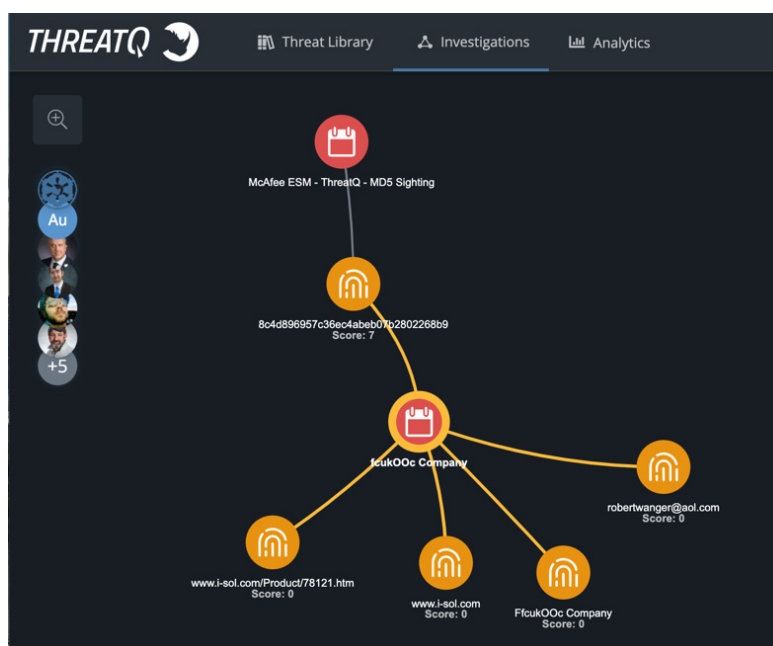 THREATQ
Threat Library
Investigations
Analytics
McAfee ESM - ThreatQ - MD5 Sighting
Au
8c4d896957c36ec4abeb07b2802268b9
Score: 7
+5
fcukOOc Company
robertwanger@aol.com
Score: 0
www.i-sol.com/Product/78121.htm
Score: 0
www.i-sol.com
Score: 0
FfcukOOc Company
Score: 0